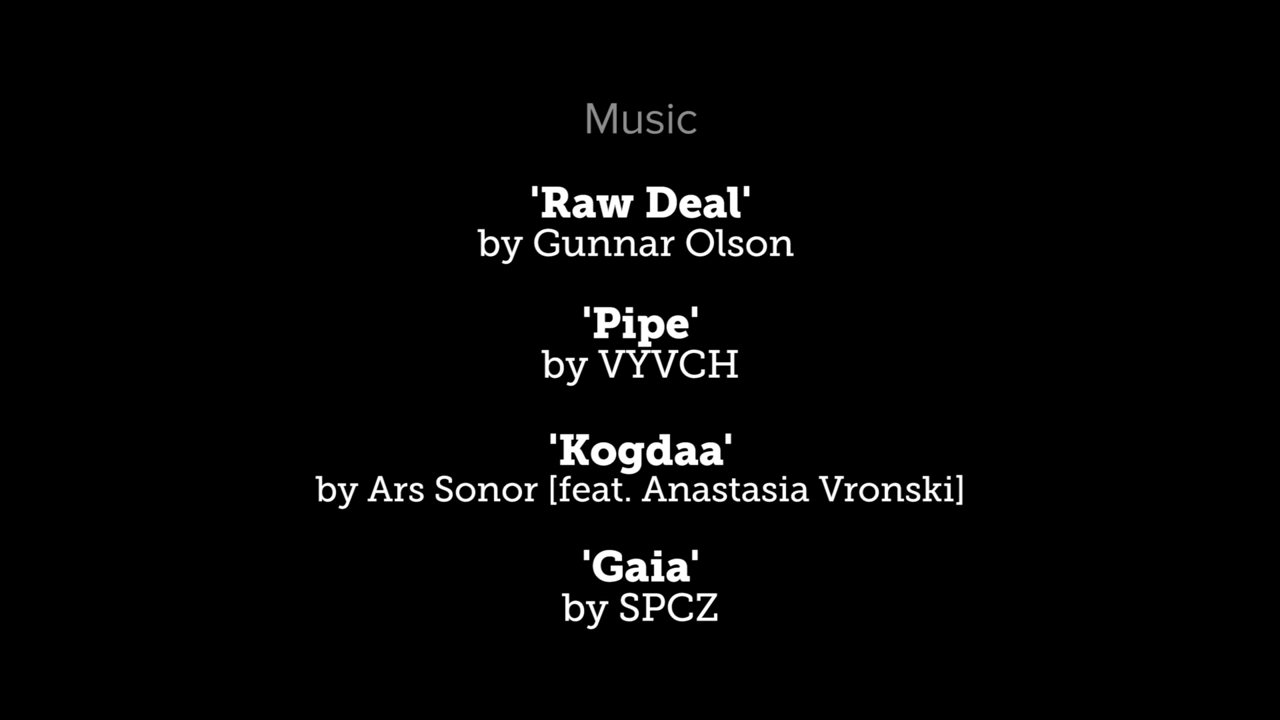 Music
'Raw Deal'
by Gunnar Olson
'Pipe'
by VYVCH
'Kogdaa'
by Ars Sonor [feat. Anastasia Vronski]
'Gaia'
by SPCZ